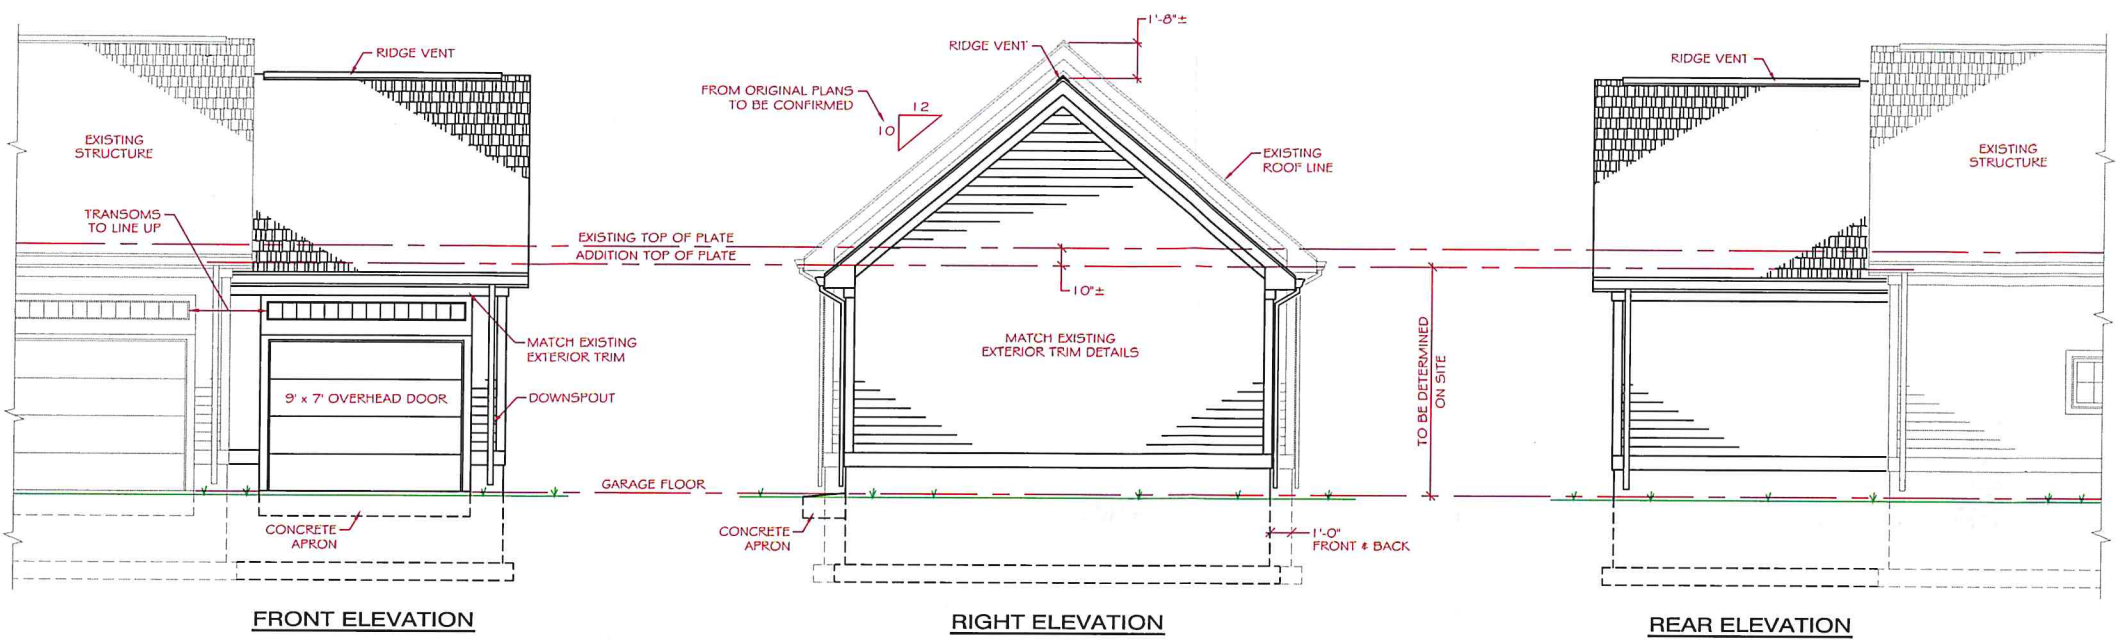 RIDGE VENT
EXISTING
STRUCTURE
TRANSOMS
TO LINE UP
MATCH EXISTING
EXTERIOR TRIM
9' x 7' OVERHEAD DOOR
DOWNSPOUT
CONCRETE
APRON
FRONT ELEVATION
1'-8"±
RIDGE VENT
FROM ORIGINAL PLANS
TO BE CONFIRMED
12
10
EXISTING
ROOF LINE
EXISTING TOP OF PLATE
ADDITION TOP OF PLATE
10"±
MATCH EXISTING
EXTERIOR TRIM DETAILS
TO BE DETERMINED
ON SITE
GARAGE FLOOR
CONCRETE
APRON
1'-0"
FRONT & BACK
RIGHT ELEVATION
RIDGE VENT
EXISTING
STRUCTURE
REAR ELEVATION